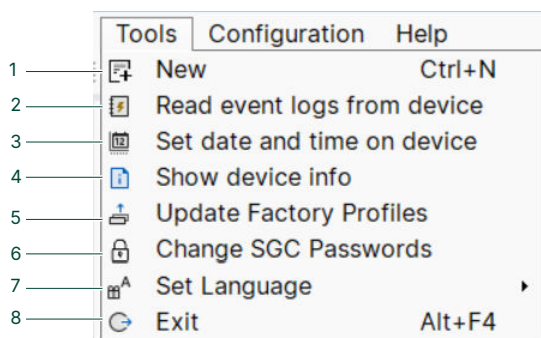 Tools Configuration Help
1 New Ctrl+N
2 Read event logs from device
3 Set date and time on device
4 Show device info
5 Update Factory Profiles
6 Change SGC Passwords
7 Set Language
8 Exit Alt+F4